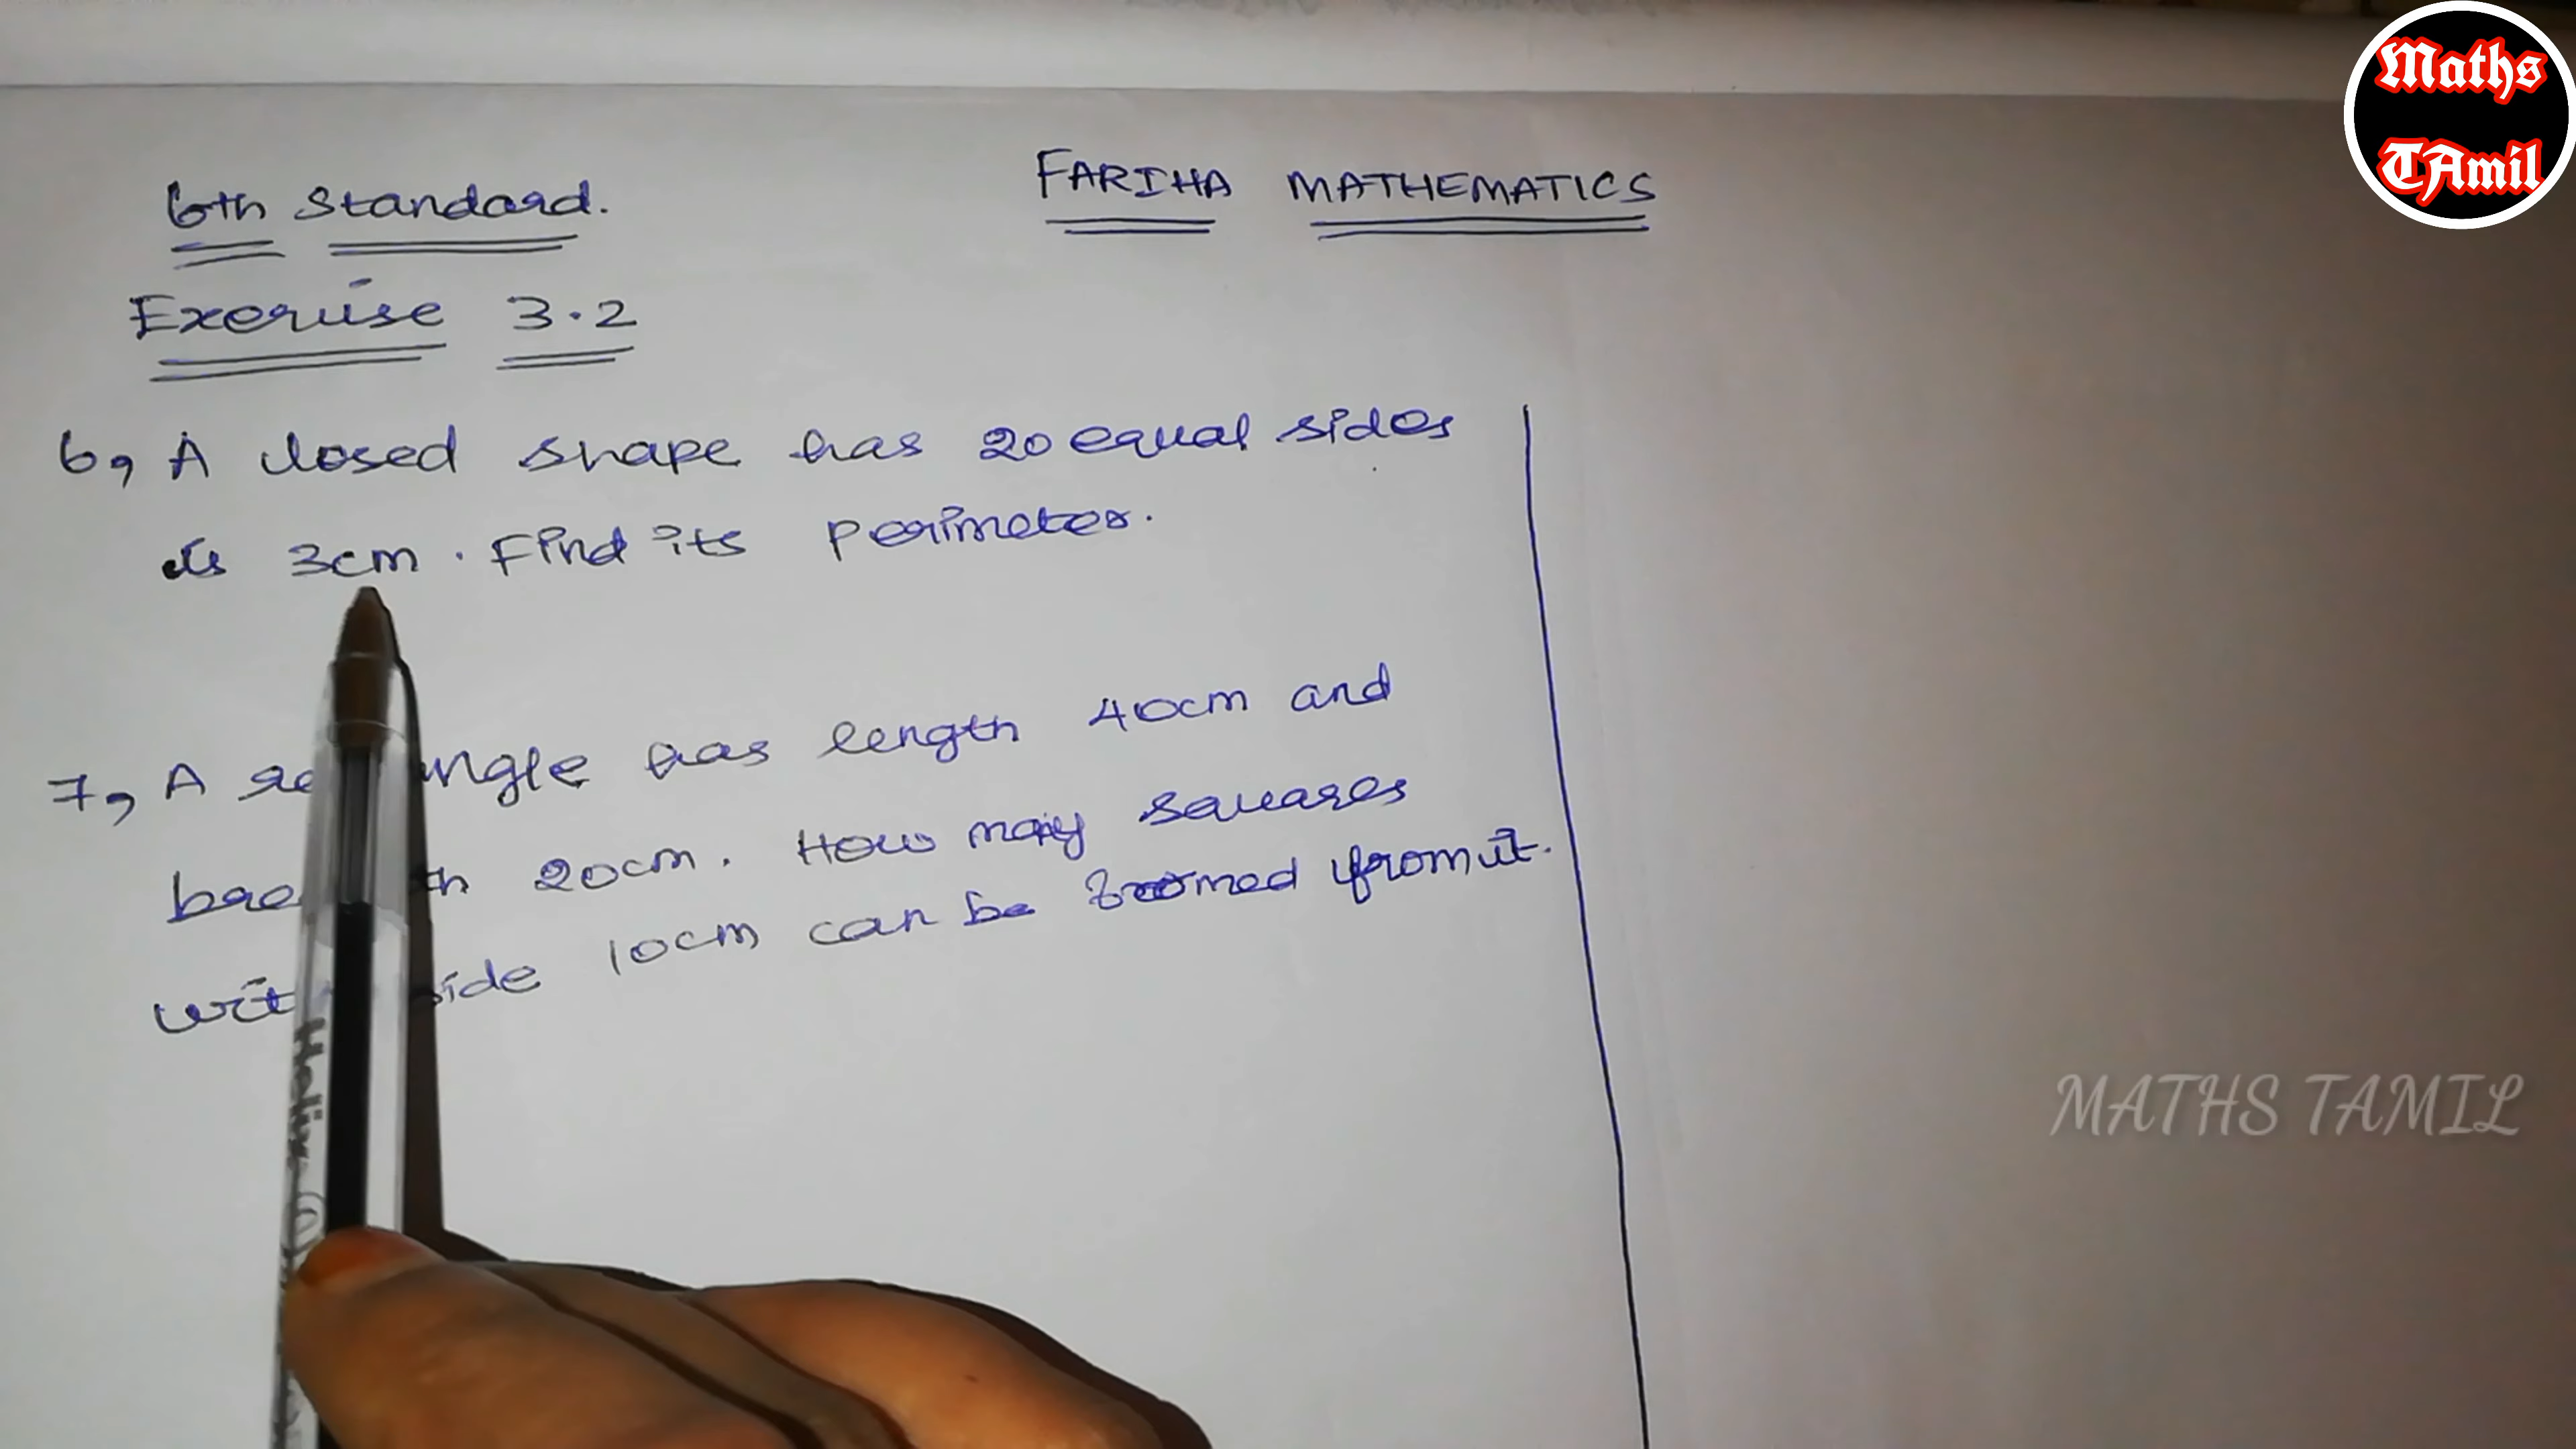 Maths
TAmil
6th Standard.
FARIHA MATHEMATICS
Exercise 3.2
6, A closed shape has 20 equal sides
is 3cm. Find its perimeter.
7, A has length 40cm and
20cm. How many squares
10cm can be formed from it.
MATHS TAMIL
Helix